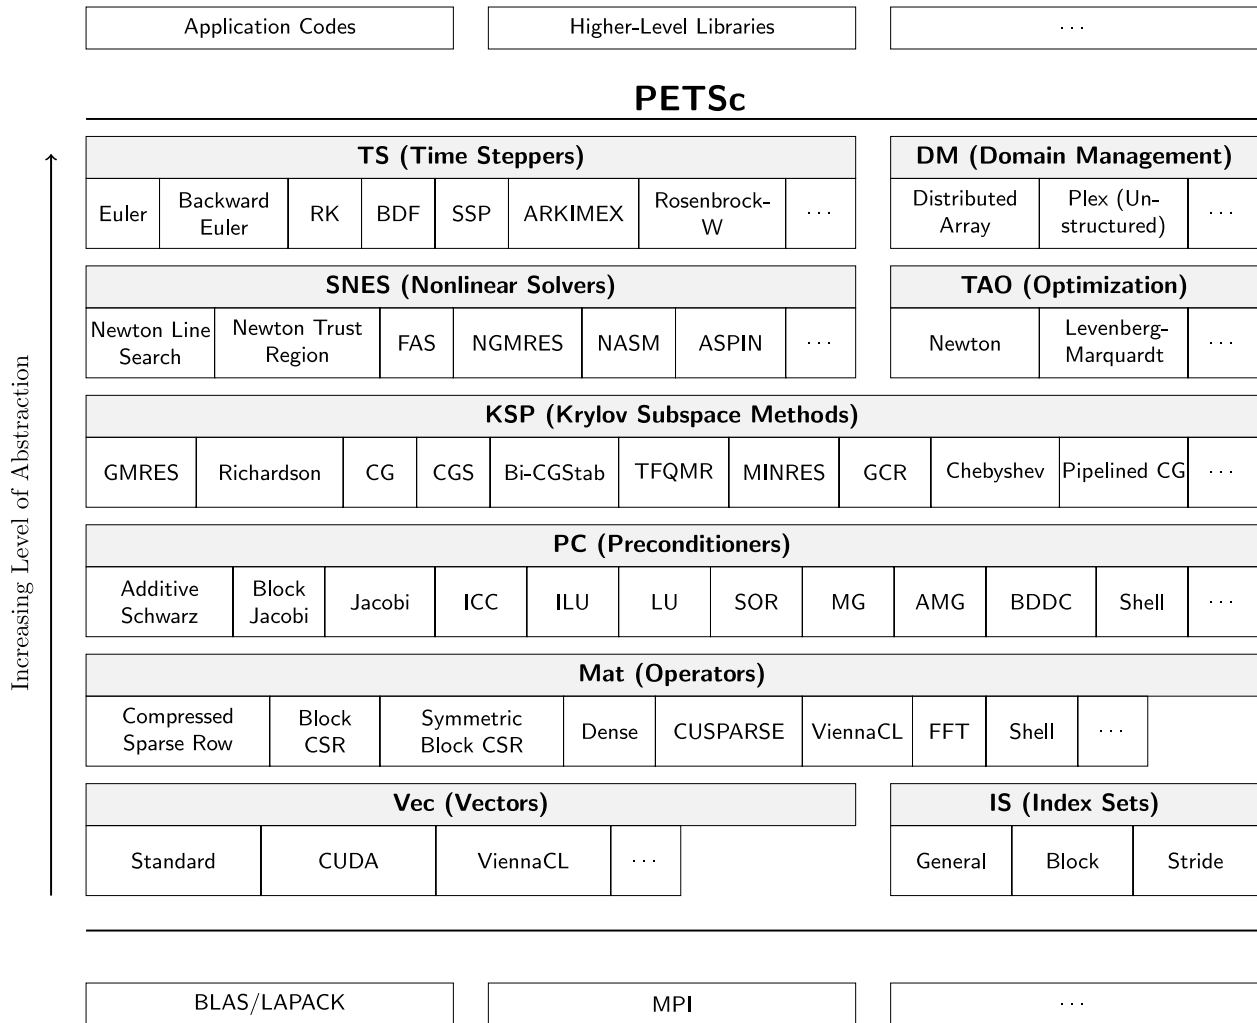 Application Codes
Higher-Level Libraries
···
PETSc
Increasing Level of Abstraction
TS (Time Steppers)
Euler
Backward
Euler
RK
BDF
SSP
ARKIMEX
Rosenbrock-
W
···
DM (Domain Management)
Distributed
Array
Plex (Un-
structured)
···
SNES (Nonlinear Solvers)
Newton Line
Search
Newton Trust
Region
FAS
NGMRES
NASM
ASPIN
···
TAO (Optimization)
Newton
Levenberg-
Marquardt
···
KSP (Krylov Subspace Methods)
GMRES
Richardson
CG
CGS
Bi-CGStab
TFQMR
MINRES
GCR
Chebyshev
Pipelined CG
···
PC (Preconditioners)
Additive
Schwarz
Block
Jacobi
Jacobi
ICC
ILU
LU
SOR
MG
AMG
BDDC
Shell
···
Mat (Operators)
Compressed
Sparse Row
Block
CSR
Symmetric
Block CSR
Dense
CUSPARSE
ViennaCL
FFT
Shell
···
Vec (Vectors)
Standard
CUDA
ViennaCL
···
IS (Index Sets)
General
Block
Stride
BLAS/LAPACK
MPI
···